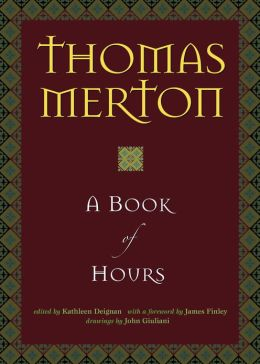 THOMAS
MERTON
A BOOK
of
HOURS
edited by Kathleen Deignan with a foreword by James Finley
drawings by John Giuliani